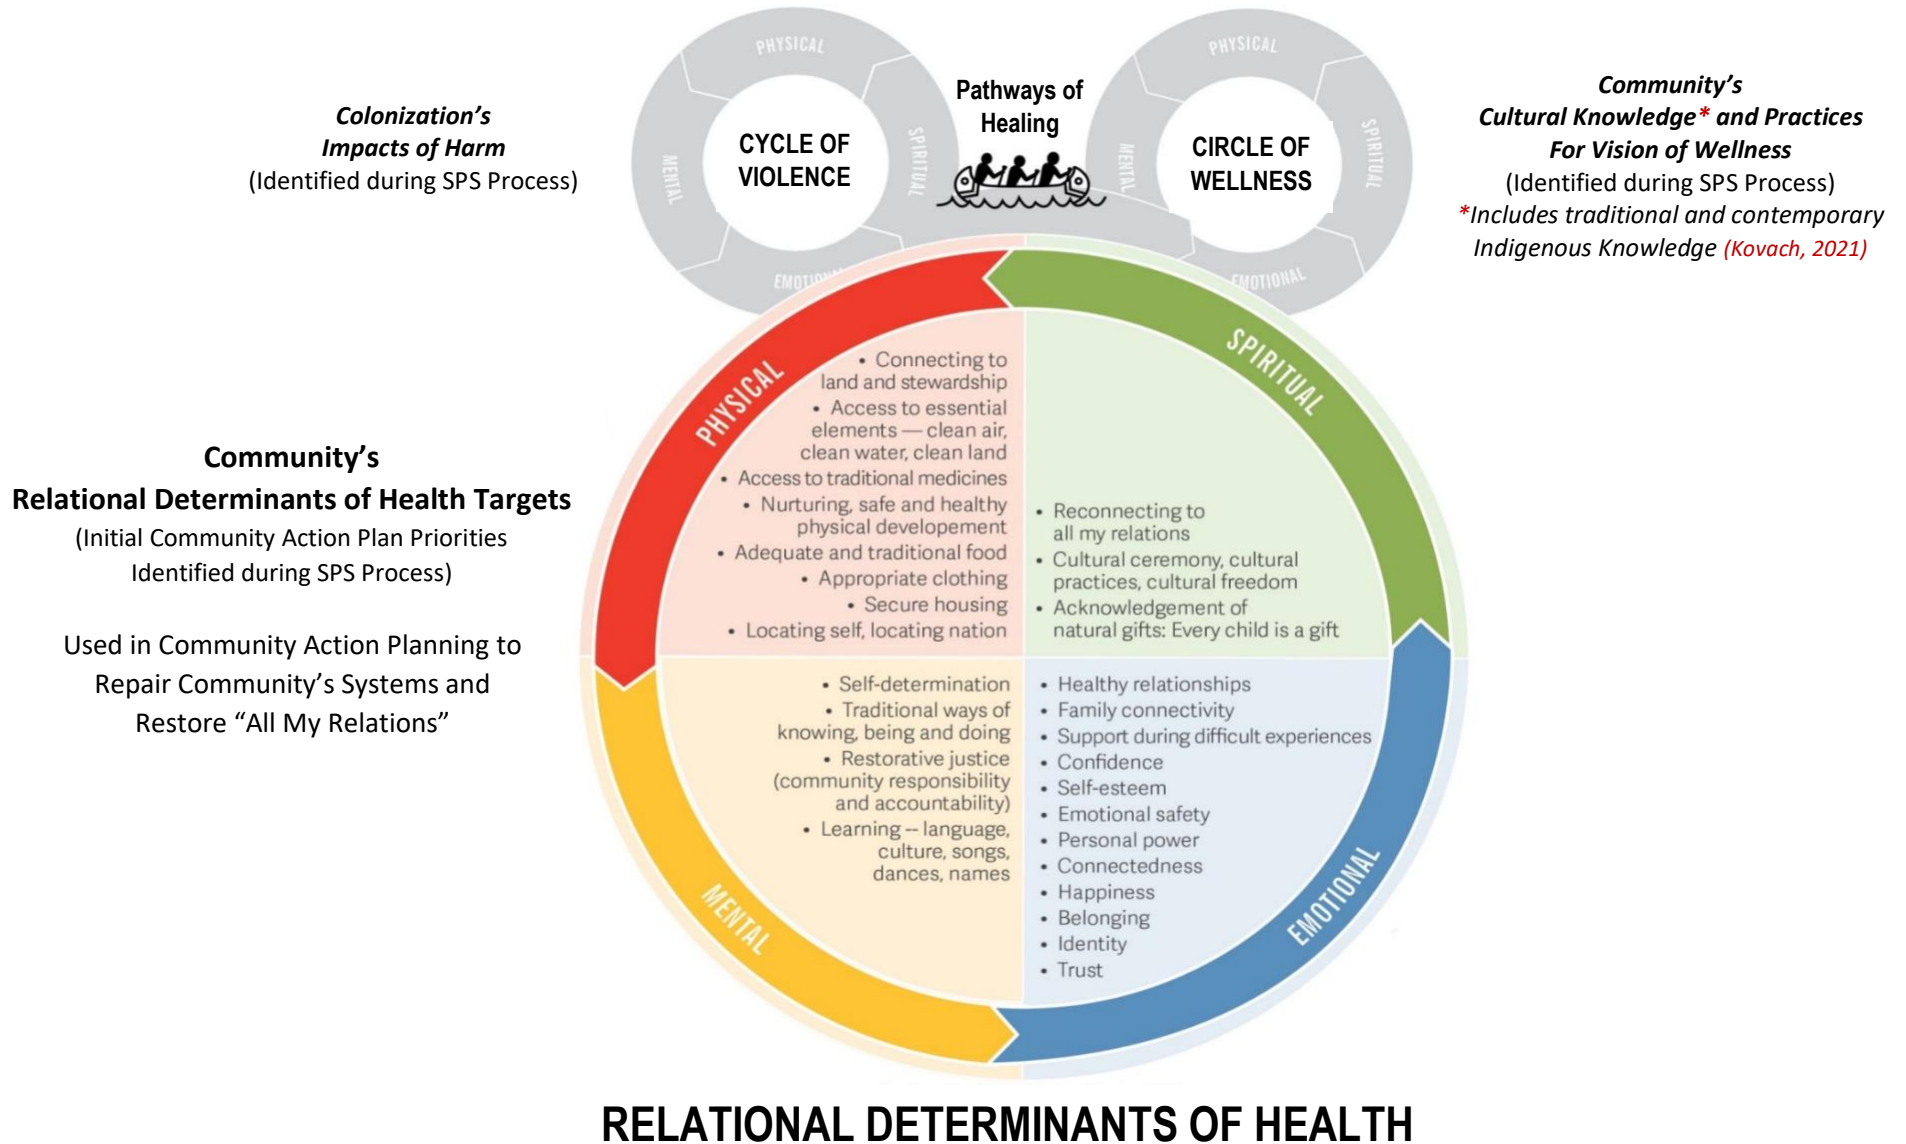 Colonization’s
Impacts of Harm
(Identified during SPS Process)
PHYSICAL
SPIRITUAL
MENTAL
CYCLE OF
VIOLENCE
Pathways of
Healing
PHYSICAL
SPIRITUAL
MENTAL
EMOTIONAL
CIRCLE OF
WELLNESS
Community’s
Cultural Knowledge* and Practices
For Vision of Wellness
(Identified during SPS Process)
*Includes traditional and contemporary
Indigenous Knowledge (Kovach, 2021)
Community’s
Relational Determinants of Health Targets
(Initial Community Action Plan Priorities
Identified during SPS Process)
Used in Community Action Planning to
Repair Community’s Systems and
Restore “All My Relations”
PHYSICAL
• Connecting to
land and stewardship
• Access to essential
elements — clean air,
clean water, clean land
• Access to traditional medicines
• Nurturing, safe and healthy
physical developement
• Adequate and traditional food
• Appropriate clothing
• Secure housing
• Locating self, locating nation
SPIRITUAL
• Reconnecting to
all my relations
• Cultural ceremony, cultural
practices, cultural freedom
• Acknowledgement of
natural gifts: Every child is a gift
MENTAL
• Self-determination
• Traditional ways of
knowing, being and doing
• Restorative justice
(community responsibility
and accountability)
• Learning -- language,
culture, songs,
dances, names
EMOTIONAL
• Healthy relationships
• Family connectivity
• Support during difficult experiences
• Confidence
• Self-esteem
• Emotional safety
• Personal power
• Connectedness
• Happiness
• Belonging
• Identity
• Trust
RELATIONAL DETERMINANTS OF HEALTH